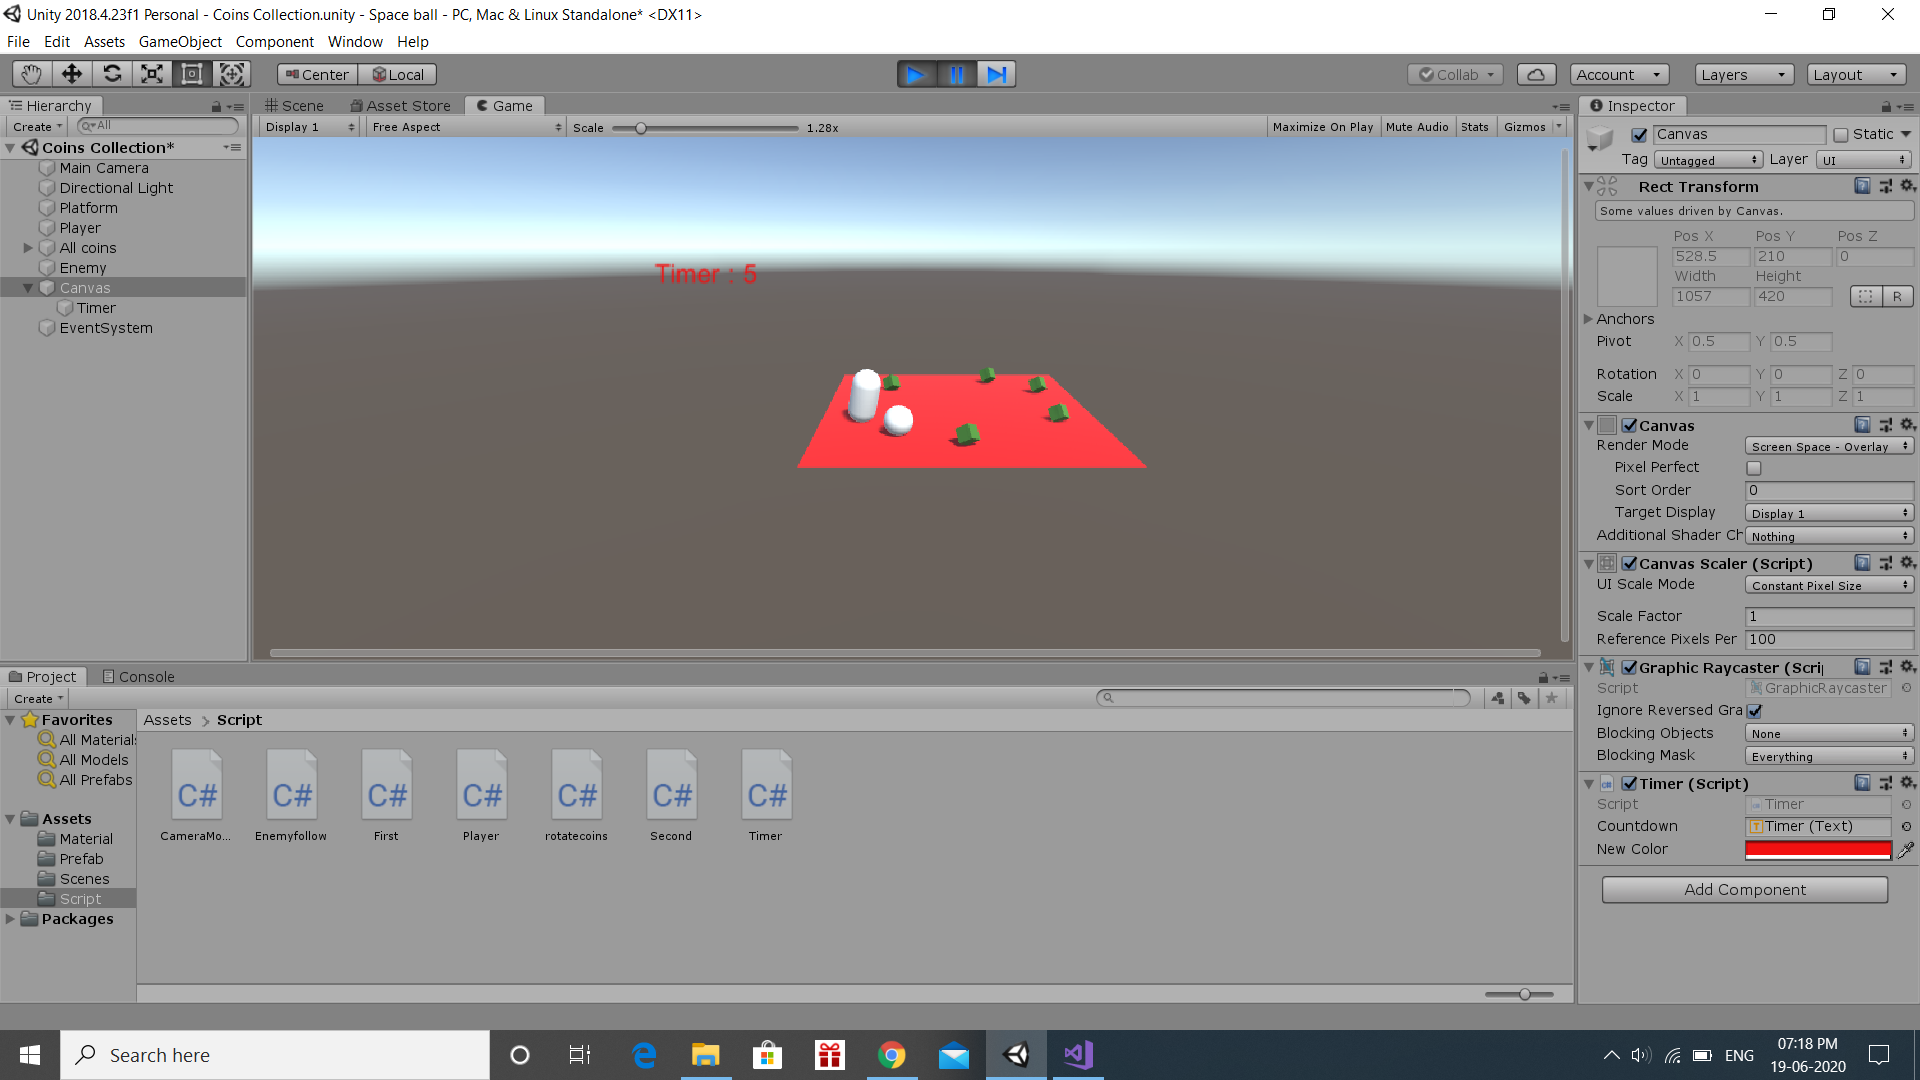 Unity 2018.4.23f1 Personal - Coins Collection.unity - Space ball - PC, Mac & Linux Standalone* <DX11>
File Edit Assets GameObject Component Window Help
Center Local Collab Account Layers Layout
Hierarchy
Create All
Coins Collection*
Main Camera
Directional Light
Platform
Player
All coins
Enemy
Canvas
Timer
EventSystem
Scene Asset Store Game
Display 1 Free Aspect Scale 1.28x Maximize On Play Mute Audio Stats Gizmos
Timer : 5
Inspector
Canvas Static
Tag Untagged Layer UI
Rect Transform
Some values driven by Canvas.
Pos X Pos Y Pos Z
528.5 210 0
Width Height
1057 420 R
Anchors
Pivot X 0.5 Y 0.5
Rotation X 0 Y 0 Z 0
Scale X 1 Y 1 Z 1
Canvas
Render Mode Screen Space - Overlay
Pixel Perfect
Sort Order 0
Target Display Display 1
Additional Shader Ch Nothing
Canvas Scaler (Script)
UI Scale Mode Constant Pixel Size
Scale Factor 1
Reference Pixels Per 100
Graphic Raycaster (Scri
Script GraphicRaycaster
Ignore Reversed Gra
Blocking Objects None
Blocking Mask Everything
Timer (Script)
Script Timer
Countdown Timer (Text)
New Color
Add Component
Project Console
Create
Favorites
All Materials
All Models
All Prefabs
Assets
Material
Prefab
Scenes
Script
Packages
Assets Script
C# C# C# C# C# C# C#
CameraMo... Enemyfollow First Player rotatecoins Second Timer
Search here
ENG
07:18 PM
19-06-2020